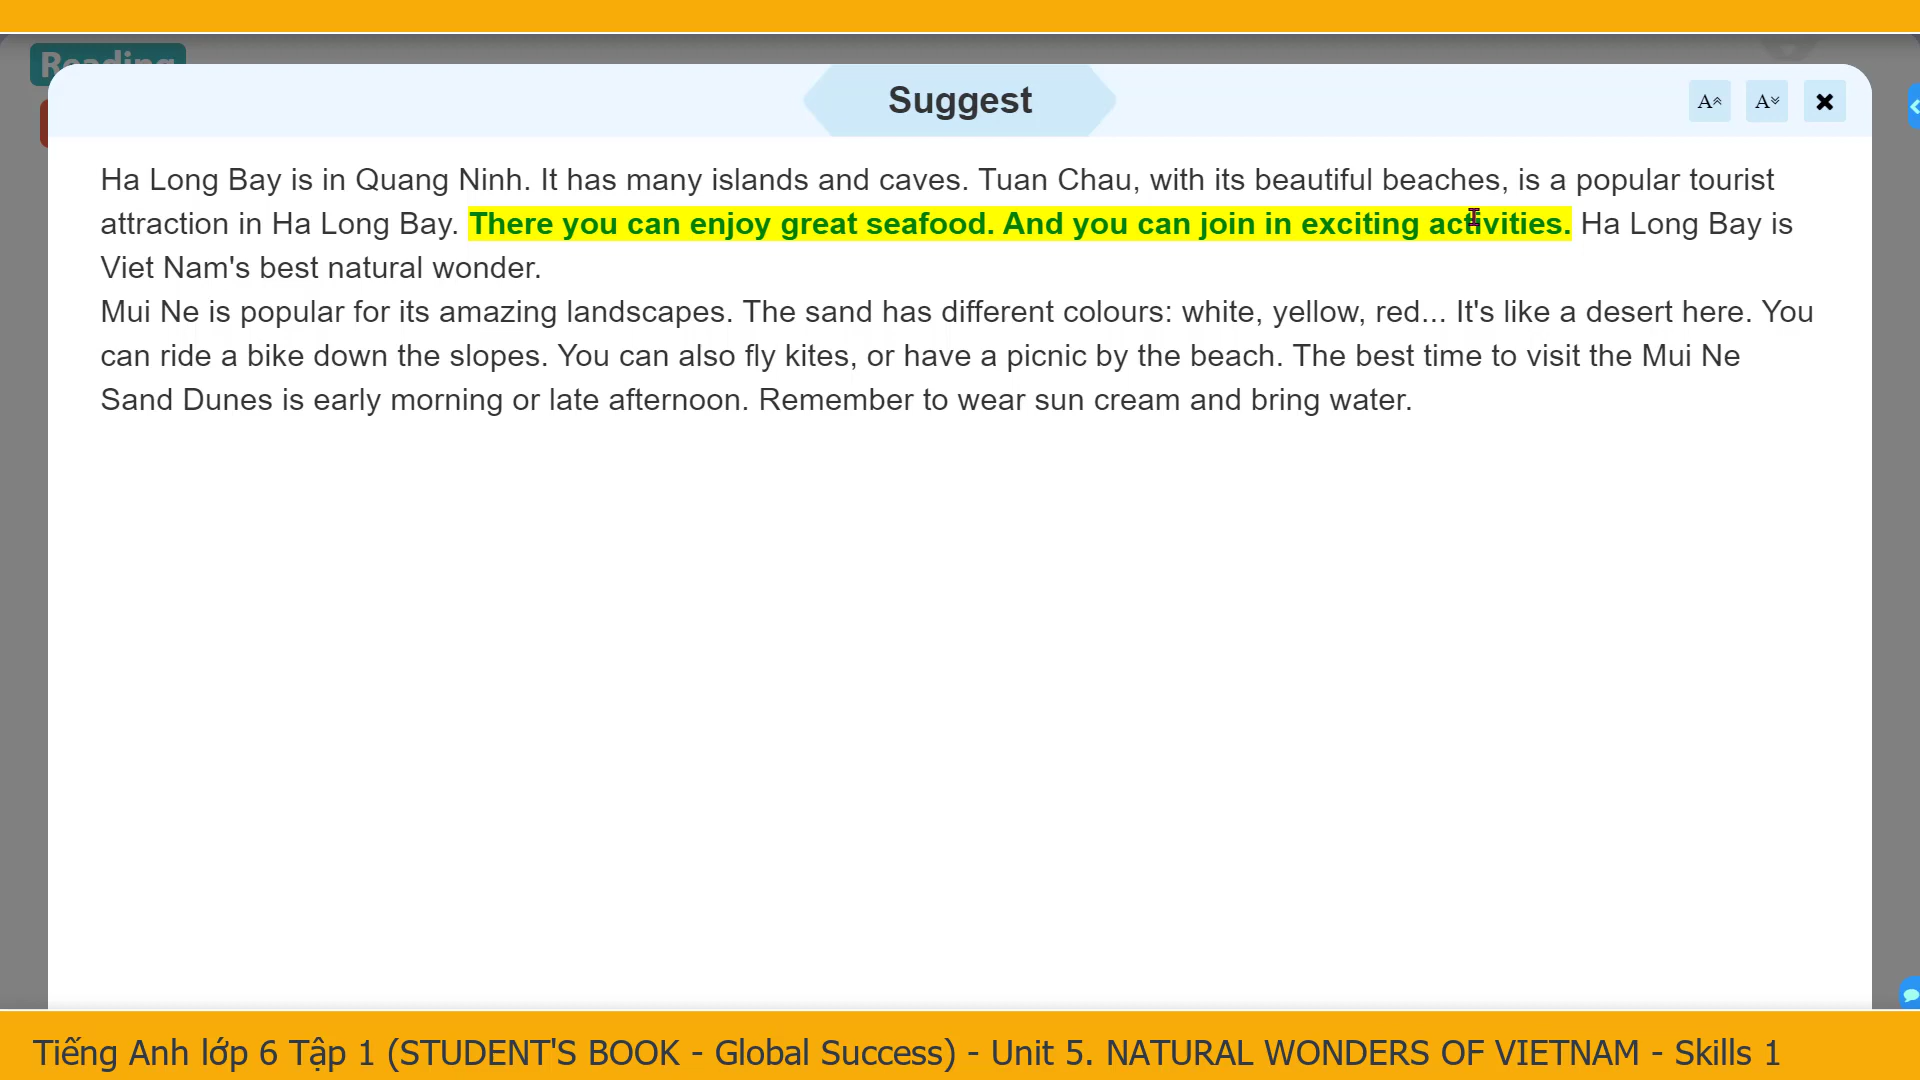 Reading
Suggest
A A
Ha Long Bay is in Quang Ninh. It has many islands and caves. Tuan Chau, with its beautiful beaches, is a popular tourist
attraction in Ha Long Bay. There you can enjoy great seafood. And you can join in exciting activities. Ha Long Bay is
Viet Nam's best natural wonder.
Mui Ne is popular for its amazing landscapes. The sand has different colours: white, yellow, red... It's like a desert here. You
can ride a bike down the slopes. You can also fly kites, or have a picnic by the beach. The best time to visit the Mui Ne
Sand Dunes is early morning or late afternoon. Remember to wear sun cream and bring water.
Tiếng Anh lớp 6 Tập 1 (STUDENT'S BOOK - Global Success) - Unit 5. NATURAL WONDERS OF VIETNAM - Skills 1